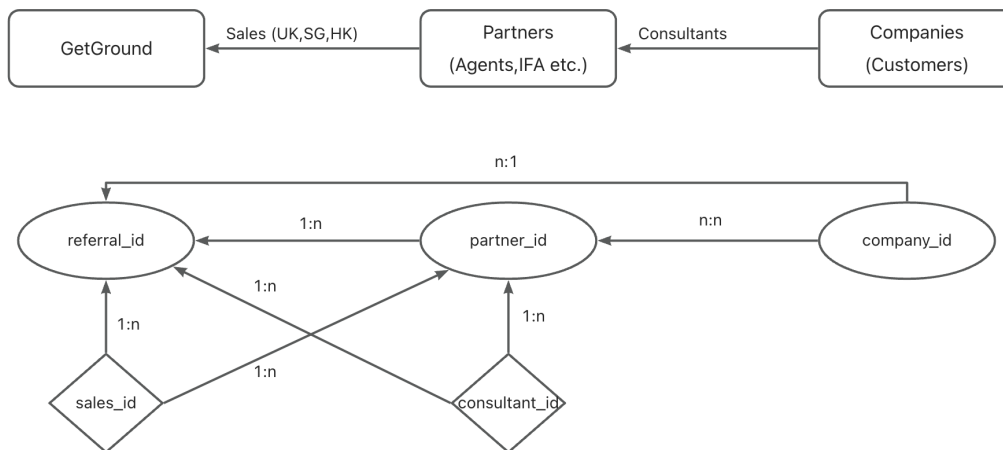 GetGround
Sales (UK,SG,HK)
Partners
(Agents,IFA etc.)
Consultants
Companies
(Customers)
n:1
referral_id
1:n
partner_id
n:n
company_id
1:n
1:n
1:n
1:n
sales_id
consultant_id